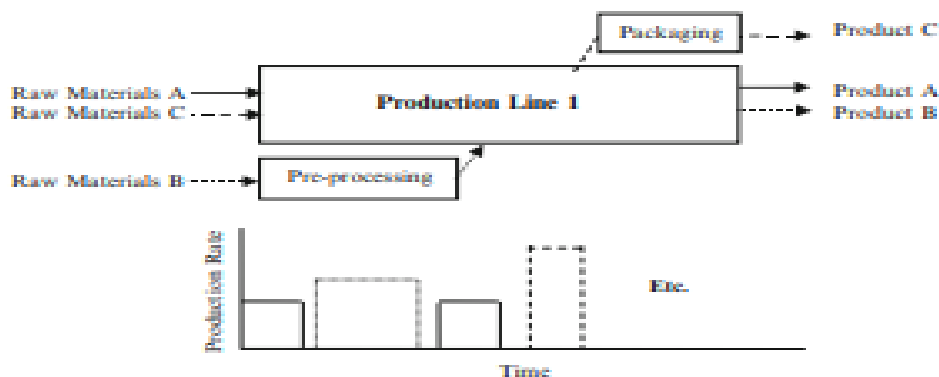 Packaging
Product C
Raw Materials A
Raw Materials C
Production Line 1
Product A
Product B
Raw Materials B
Pre-processing
Production Rate
Etc.
Time